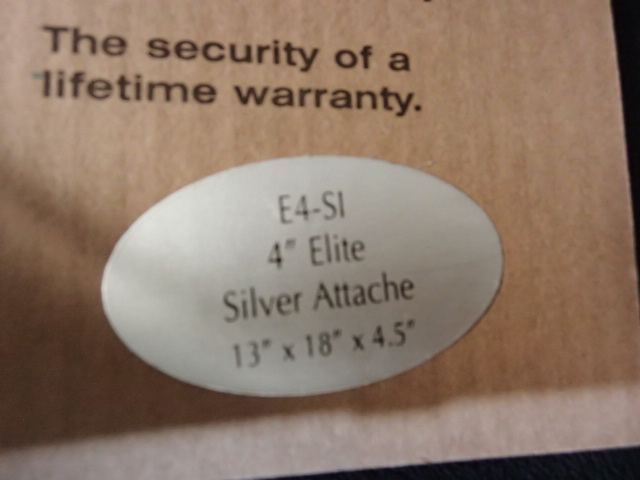 The security of a
lifetime warranty.
E4-SI
4" Elite
Silver Attache
13" x 18" x 4.5"